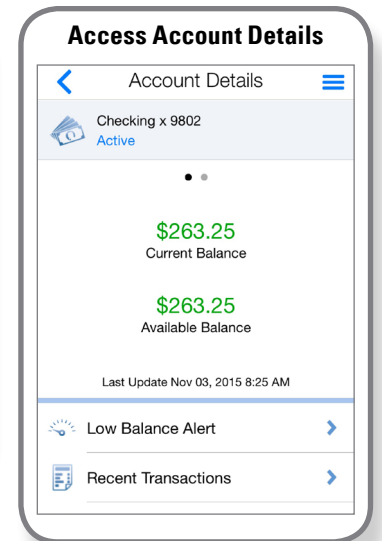 Access Account Details
Account Details
Checking x 9802
Active
$263.25
Current Balance
$263.25
Available Balance
Last Update Nov 03, 2015 8:25 AM
Low Balance Alert
Recent Transactions